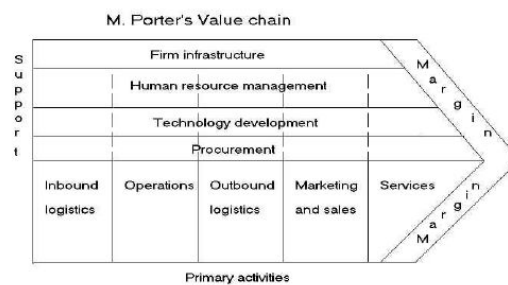 M. Porter's Value chain
Support
Firm infrastructure
Human resource management
Technology development
Procurement
Margin
Inbound logistics
Operations
Outbound logistics
Marketing and sales
Services
Margin
Primary activities